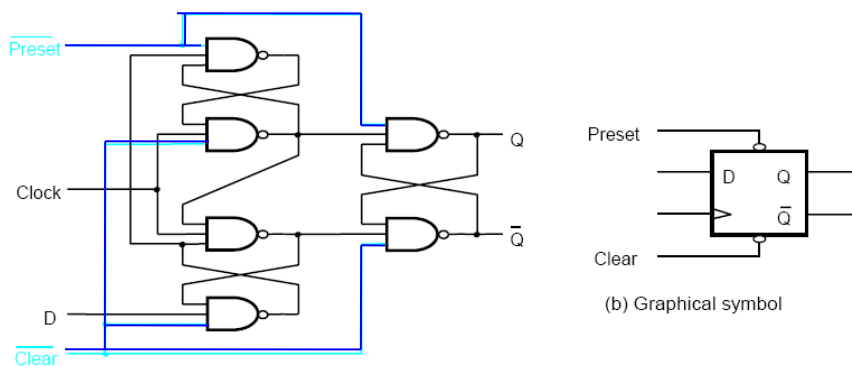 Preset
Clock
D
Clear
Q
Q̅
Preset
D Q
Q̅
Clear
(b) Graphical symbol